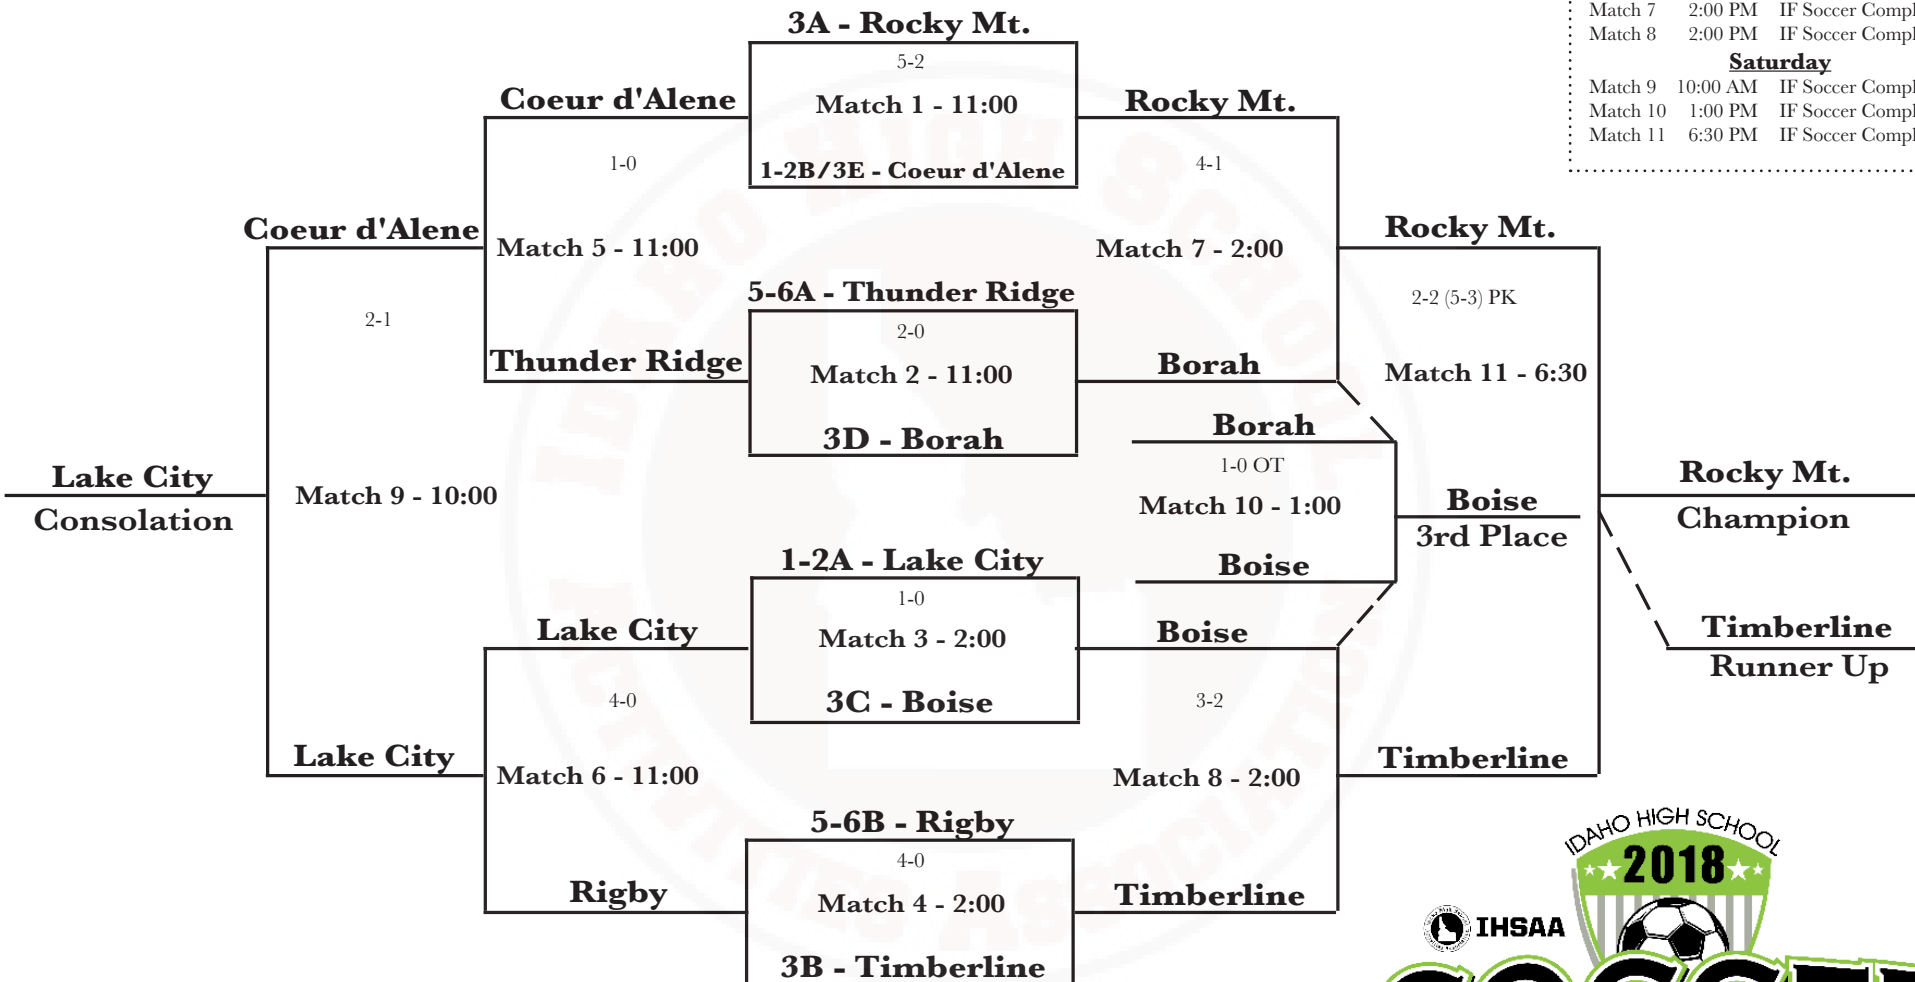 Match 7 2:00 PM IF Soccer
Match 8 2:00 PM IF Soccer
Saturday
Match 9 10:00 AM IF Soccer
Match 10 1:00 PM IF Soccer
Match 11 6:30 PM IF Soccer
3A - Rocky Mt.
5-2
Match 1 - 11:00
1-2B/3E - Coeur d'Alene
Coeur d'Alene
Rocky Mt.
1-0
4-1
Coeur d'Alene
Match 5 - 11:00
Match 7 - 2:00
Rocky Mt.
5-6A - Thunder Ridge
2-0
Match 2 - 11:00
3D - Borah
2-1
2-2 (5-3) PK
Thunder Ridge
Borah
Match 11 - 6:30
Borah
1-0 OT
Match 10 - 1:00
Boise
Lake City
Consolation
Match 9 - 10:00
Boise
3rd Place
Rocky Mt.
Champion
1-2A - Lake City
1-0
Match 3 - 2:00
3C - Boise
Lake City
Boise
Timberline
Runner Up
4-0
3-2
Lake City
Match 6 - 11:00
Match 8 - 2:00
Timberline
5-6B - Rigby
4-0
Match 4 - 2:00
3B - Timberline
Rigby
Timberline
IDAHO HIGH SCHOOL
2018
IHSAA
IDAHO HIGH SCHOOL
ACTIVITIES ASSOCIATION